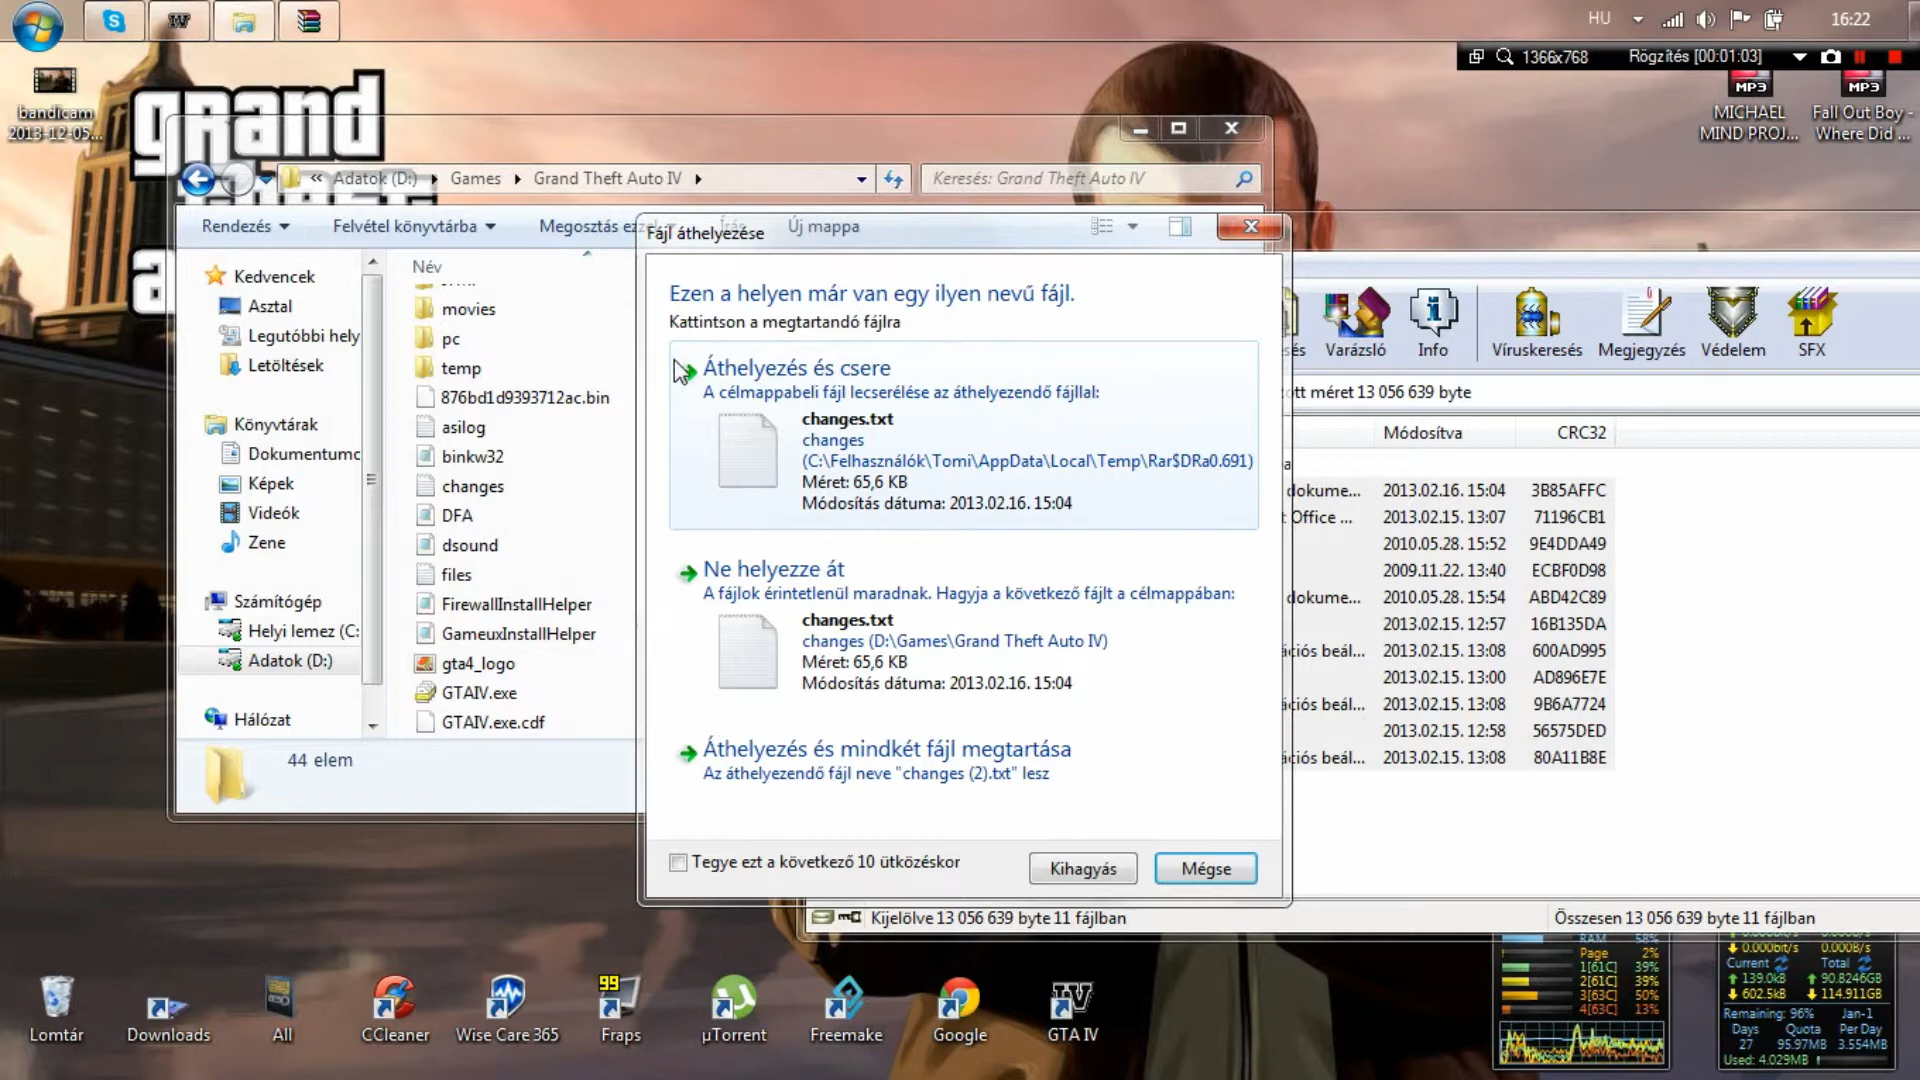 HU
16:22
1366x768
Rögzítés [00:01:03]
bandicam
2013-12-05...
MP3
MICHAEL
MIND PROJ...
MP3
Fall Out Boy -
Where Did ...
grand
« Adatok (D:) ▸ Games ▸ Grand Theft Auto IV ▸
Keresés: Grand Theft Auto IV
Rendezés
Felvétel könyvtárba
Megosztás
Írás
Új mappa
Kedvencek
Asztal
Legutóbbi hely
Letöltések
Könyvtárak
Dokumentumo
Képek
Videók
Zene
Számítógép
Helyi lemez (C:
Adatok (D:)
Hálózat
Név
movies
pc
temp
876bd1d9393712ac.bin
asilog
binkw32
changes
DFA
dsound
files
FirewallInstallHelper
GameuxInstallHelper
gta4_logo
GTAIV.exe
GTAIV.exe.cdf
44 elem
Fájl áthelyezése
Ezen a helyen már van egy ilyen nevű fájl.
Kattintson a megtartandó fájlra
Áthelyezés és csere
A célmappabeli fájl lecserélése az áthelyezendő fájllal:
changes.txt
changes
(C:\Felhasználók\Tomi\AppData\Local\Temp\Rar$DRa0.691)
Méret: 65,6 KB
Módosítás dátuma: 2013.02.16. 15:04
Ne helyezze át
A fájlok érintetlenül maradnak. Hagyja a következő fájlt a célmappában:
changes.txt
changes (D:\Games\Grand Theft Auto IV)
Méret: 65,6 KB
Módosítás dátuma: 2013.02.16. 15:04
Áthelyezés és mindkét fájl megtartása
Az áthelyezendő fájl neve "changes (2).txt" lesz
Tegye ezt a következő 10 ütközéskor
Kihagyás
Mégse
és
Varázsló
Info
Víruskeresés
Megjegyzés
Védelem
SFX
ott méret 13 056 639 byte
Módosítva
CRC32
dokume... 2013.02.16. 15:04 3B85AFFC
t Office ... 2013.02.15. 13:07 71196CB1
2010.05.28. 15:52 9E4DDA49
2009.11.22. 13:40 ECBF0D98
dokume... 2010.05.28. 15:54 ABD42C89
2013.02.15. 12:57 16B135DA
ációs beál... 2013.02.15. 13:08 600AD995
2013.02.15. 13:00 AD896E7E
ációs beál... 2013.02.15. 13:08 9B6A7724
2013.02.15. 12:58 56575DED
ációs beál... 2013.02.15. 13:08 80A11B8E
Kijelölve 13 056 639 byte 11 fájlban
Összesen 13 056 639 byte 11 fájlban
RAM 58%
Page 2%
1[61C] 39%
2[61C] 39%
3[63C] 50%
4[63C] 13%
0.000bit/s 0.000B/s
Current Total
139.0kB 90.8246GB
602.5kB 114.911GB
Remaining: 96% Jan-1
Days Quota Per Day
27 95.97MB 3.554MB
Used: 4.029MB
Lomtár
Downloads
All
CCleaner
Wise Care 365
99
Fraps
µTorrent
Freemake
Google
IV
GTA IV